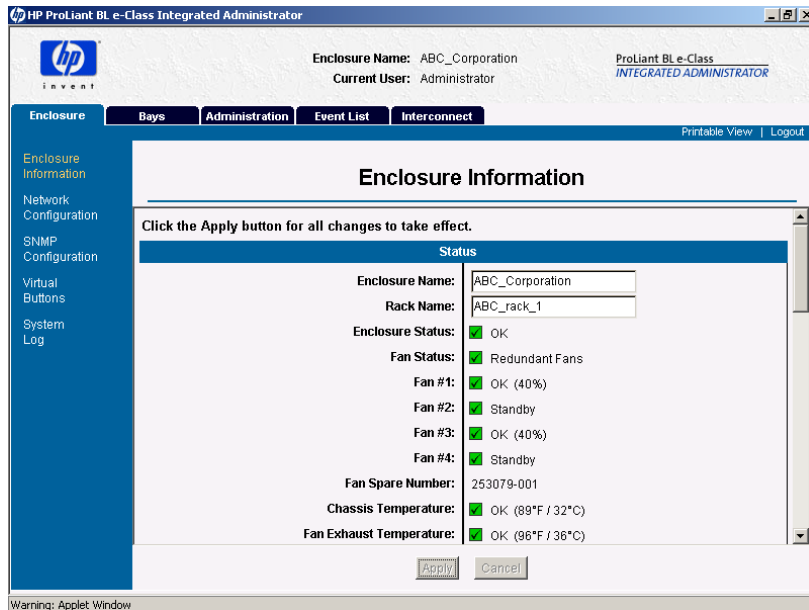 HP ProLiant BL e-Class Integrated Administrator
hp
invent
Enclosure Name: ABC_Corporation
Current User: Administrator
ProLiant BL e-Class
INTEGRATED ADMINISTRATOR
Enclosure Bays Administration Event List Interconnect
Printable View | Logout
Enclosure
Information
Network
Configuration
SNMP
Configuration
Virtual
Buttons
System
Log
Enclosure Information
Click the Apply button for all changes to take effect.
Status
Enclosure Name: ABC_Corporation
Rack Name: ABC_rack_1
Enclosure Status: OK
Fan Status: Redundant Fans
Fan #1: OK (40%)
Fan #2: Standby
Fan #3: OK (40%)
Fan #4: Standby
Fan Spare Number: 253079-001
Chassis Temperature: OK (89°F / 32°C)
Fan Exhaust Temperature: OK (96°F / 36°C)
Apply Cancel
Warning: Applet Window